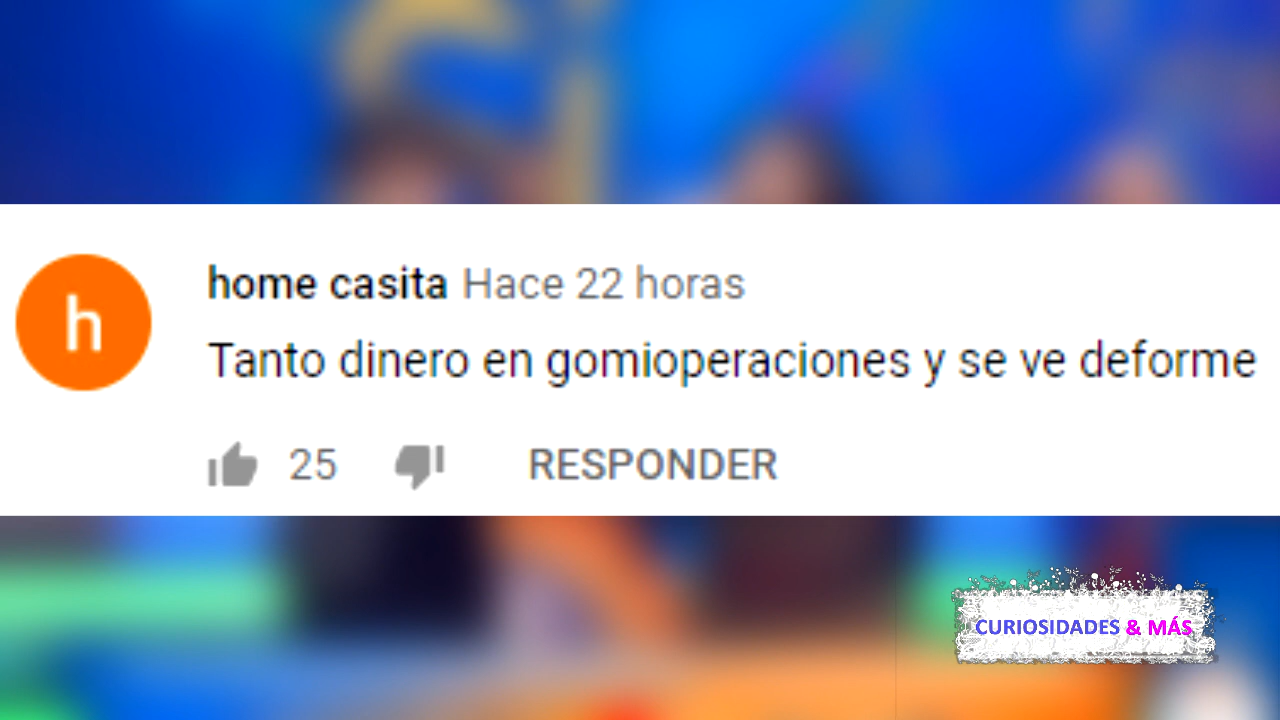 home casita Hace 22 horas
Tanto dinero en gomioperaciones y se ve deforme
25 RESPONDER
CURIOSIDADES & MÁS